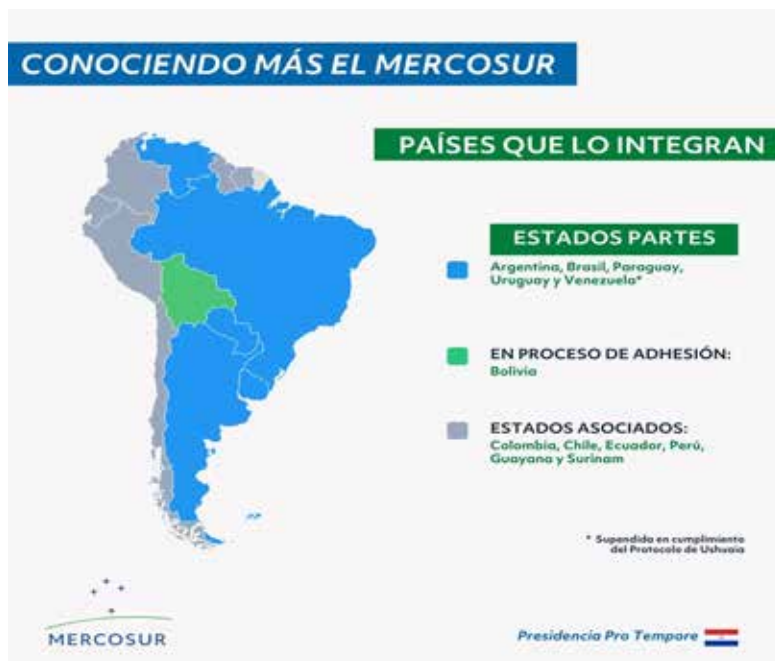 CONOCIENDO MÁS EL MERCOSUR
PAÍSES QUE LO INTEGRAN
ESTADOS PARTES
Argentina, Brasil, Paraguay,
Uruguay y Venezuela*
EN PROCESO DE ADHESIÓN:
Bolivia
ESTADOS ASOCIADOS:
Colombia, Chile, Ecuador, Perú,
Guayana y Surinam
* Supendida en cumplimiento
del Protocolo de Ushuaia
MERCOSUR
Presidencia Pro Tempore